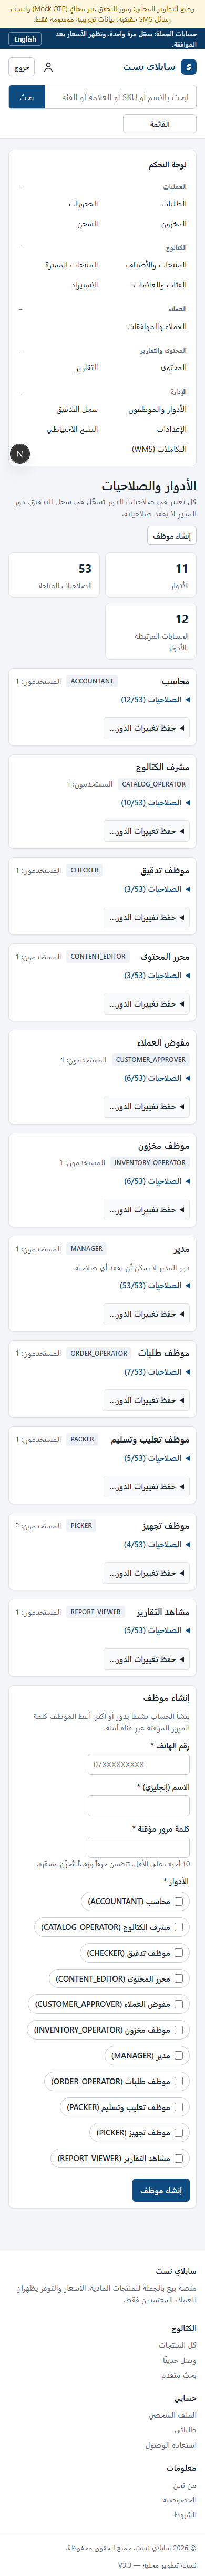 وضع التطوير المحلي: رموز التحقق عبر محاكٍ (OTP Mock) وليست
رسائل SMS حقيقية. بيانات تجريبية موسومة فقط.
حسابات الجملة: سجّل مرة واحدة، وتظهر الأسعار بعد
الموافقة.
English
سابلاي نست
S
خروج
ابحث بالاسم أو SKU أو العلامة أو الفئة
بحث
القائمة
لوحة التحكم
العمليات
–
الطلبات
الحجوزات
المخزون
الشحن
الكتالوج
–
المنتجات والأصناف
المنتجات المميزة
الفئات والعلامات
الاستيراد
العملاء
–
العملاء والموافقات
المحتوى والتقارير
–
المحتوى
التقارير
الإدارة
–
الأدوار والموظفون
سجل التدقيق
الإعدادات
النسخ الاحتياطي
التكاملات (WMS)
N
الأدوار والصلاحيات
كل تغيير في صلاحيات الدور يُسجَّل في سجل التدقيق. دور
المدير لا يفقد صلاحياته.
إنشاء موظف
11
الأدوار
53
الصلاحيات المتاحة
12
الحسابات المرتبطة
بالأدوار
محاسب
ACCOUNTANT
المستخدمون: 1
◀ الصلاحيات (12/53)
◀ حفظ تغييرات الدور…
مشرف الكتالوج
CATALOG_OPERATOR
المستخدمون: 1
◀ الصلاحيات (10/53)
◀ حفظ تغييرات الدور…
موظف تدقيق
CHECKER
المستخدمون: 1
◀ الصلاحيات (3/53)
◀ حفظ تغييرات الدور…
محرر المحتوى
CONTENT_EDITOR
المستخدمون: 1
◀ الصلاحيات (3/53)
◀ حفظ تغييرات الدور…
مفوض العملاء
CUSTOMER_APPROVER
المستخدمون: 1
◀ الصلاحيات (6/53)
◀ حفظ تغييرات الدور…
موظف مخزون
INVENTORY_OPERATOR
المستخدمون: 1
◀ الصلاحيات (6/53)
◀ حفظ تغييرات الدور…
مدير
MANAGER
المستخدمون: 1
دور المدير لا يمكن أن يفقد أي صلاحية.
◀ الصلاحيات (53/53)
◀ حفظ تغييرات الدور…
موظف طلبات
ORDER_OPERATOR
المستخدمون: 1
◀ الصلاحيات (7/53)
◀ حفظ تغييرات الدور…
موظف تعليب وتسليم
PACKER
المستخدمون: 1
◀ الصلاحيات (5/53)
◀ حفظ تغييرات الدور…
موظف تجهيز
PICKER
المستخدمون: 2
◀ الصلاحيات (4/53)
◀ حفظ تغييرات الدور…
مشاهد التقارير
REPORT_VIEWER
المستخدمون: 1
◀ الصلاحيات (5/53)
◀ حفظ تغييرات الدور…
إنشاء موظف
يُنشأ الحساب نشطاً بدور أو أكثر. أعطِ الموظف كلمة
المرور المؤقتة عبر قناة آمنة.
رقم الهاتف *
07XXXXXXXXX
الاسم (إنجليزي) *
كلمة مرور مؤقتة *
10 أحرف على الأقل، تتضمن حرفاً ورقماً. تُخزَّن مشفّرة.
الأدوار *
محاسب (ACCOUNTANT)
مشرف الكتالوج (CATALOG_OPERATOR)
موظف تدقيق (CHECKER)
محرر المحتوى (CONTENT_EDITOR)
مفوض العملاء (CUSTOMER_APPROVER)
موظف مخزون (INVENTORY_OPERATOR)
مدير (MANAGER)
موظف طلبات (ORDER_OPERATOR)
موظف تعليب وتسليم (PACKER)
موظف تجهيز (PICKER)
مشاهد التقارير (REPORT_VIEWER)
إنشاء موظف
سابلاي نست
منصة بيع بالجملة للمنتجات المادية. الأسعار والتوفر يظهران
للعملاء المعتمدين فقط.
الكتالوج
كل المنتجات
وصل حديثًا
بحث متقدم
حسابي
الملف الشخصي
طلباتي
استعادة الوصول
معلومات
من نحن
الخصوصية
الشروط
© 2026 سابلاي نست. جميع الحقوق محفوظة.
نسخة تطوير محلية — V3.3